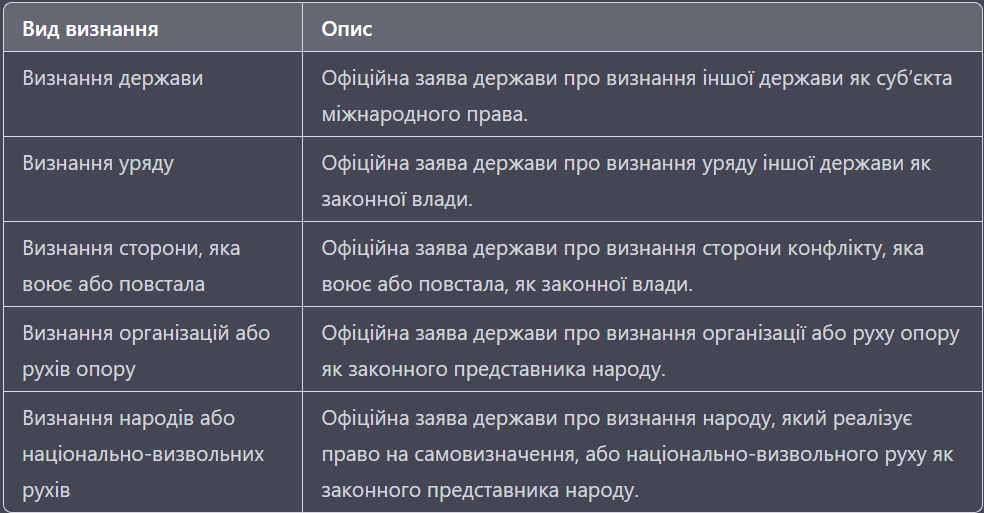 Вид визнання Опис
Визнання держави Офіційна заява держави про визнання іншої держави як суб’єкта
міжнародного права.
Визнання уряду Офіційна заява держави про визнання уряду іншої держави як
законної влади.
Визнання сторони, яка Офіційна заява держави про визнання сторони конфлікту, яка
воює або повстала воює або повстала, як законної влади.
Визнання організацій або Офіційна заява держави про визнання організації або руху опору
рухів опору як законного представника народу.
Визнання народів або Офіційна заява держави про визнання народу, який реалізує
національно-визвольних право на самовизначення, або національно-визвольного руху як
рухів законного представника народу.